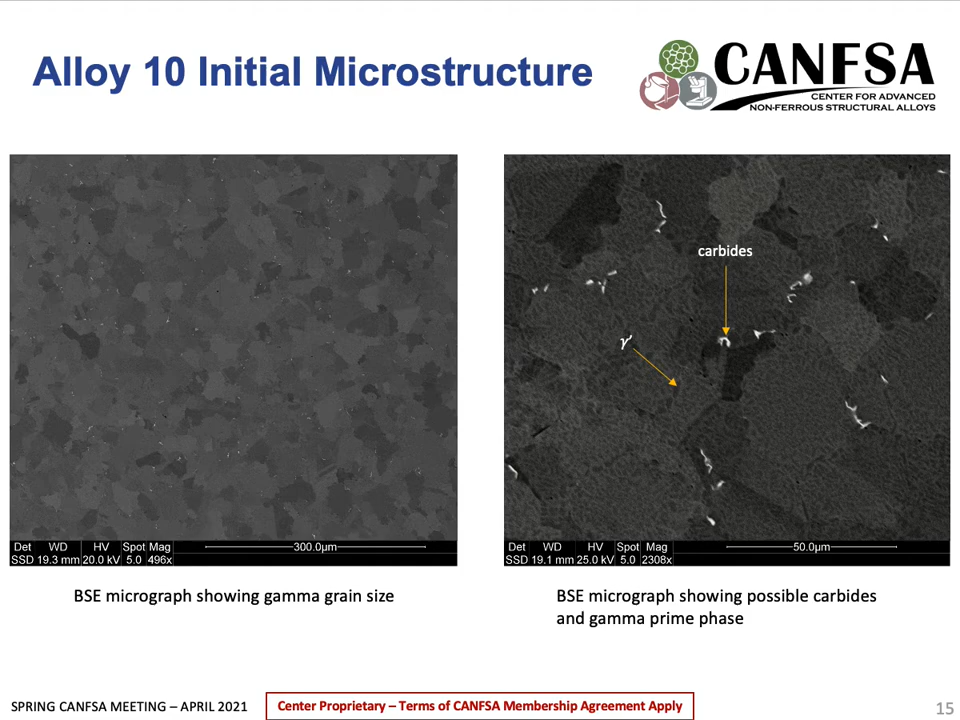 Alloy 10 Initial Microstructure
CANFSA
CENTER FOR ADVANCED
NON-FERROUS STRUCTURAL ALLOYS
Det WD HV Spot Mag 300.0µm
SSD 19.3 mm 20.0 kV 5.0 496x
carbides
γ′
Det WD HV Spot Mag 50.0µm
SSD 19.1 mm 25.0 kV 5.0 2308x
BSE micrograph showing gamma grain size
BSE micrograph showing possible carbides
and gamma prime phase
SPRING CANFSA MEETING – APRIL 2021
Center Proprietary – Terms of CANFSA Membership Agreement Apply
15